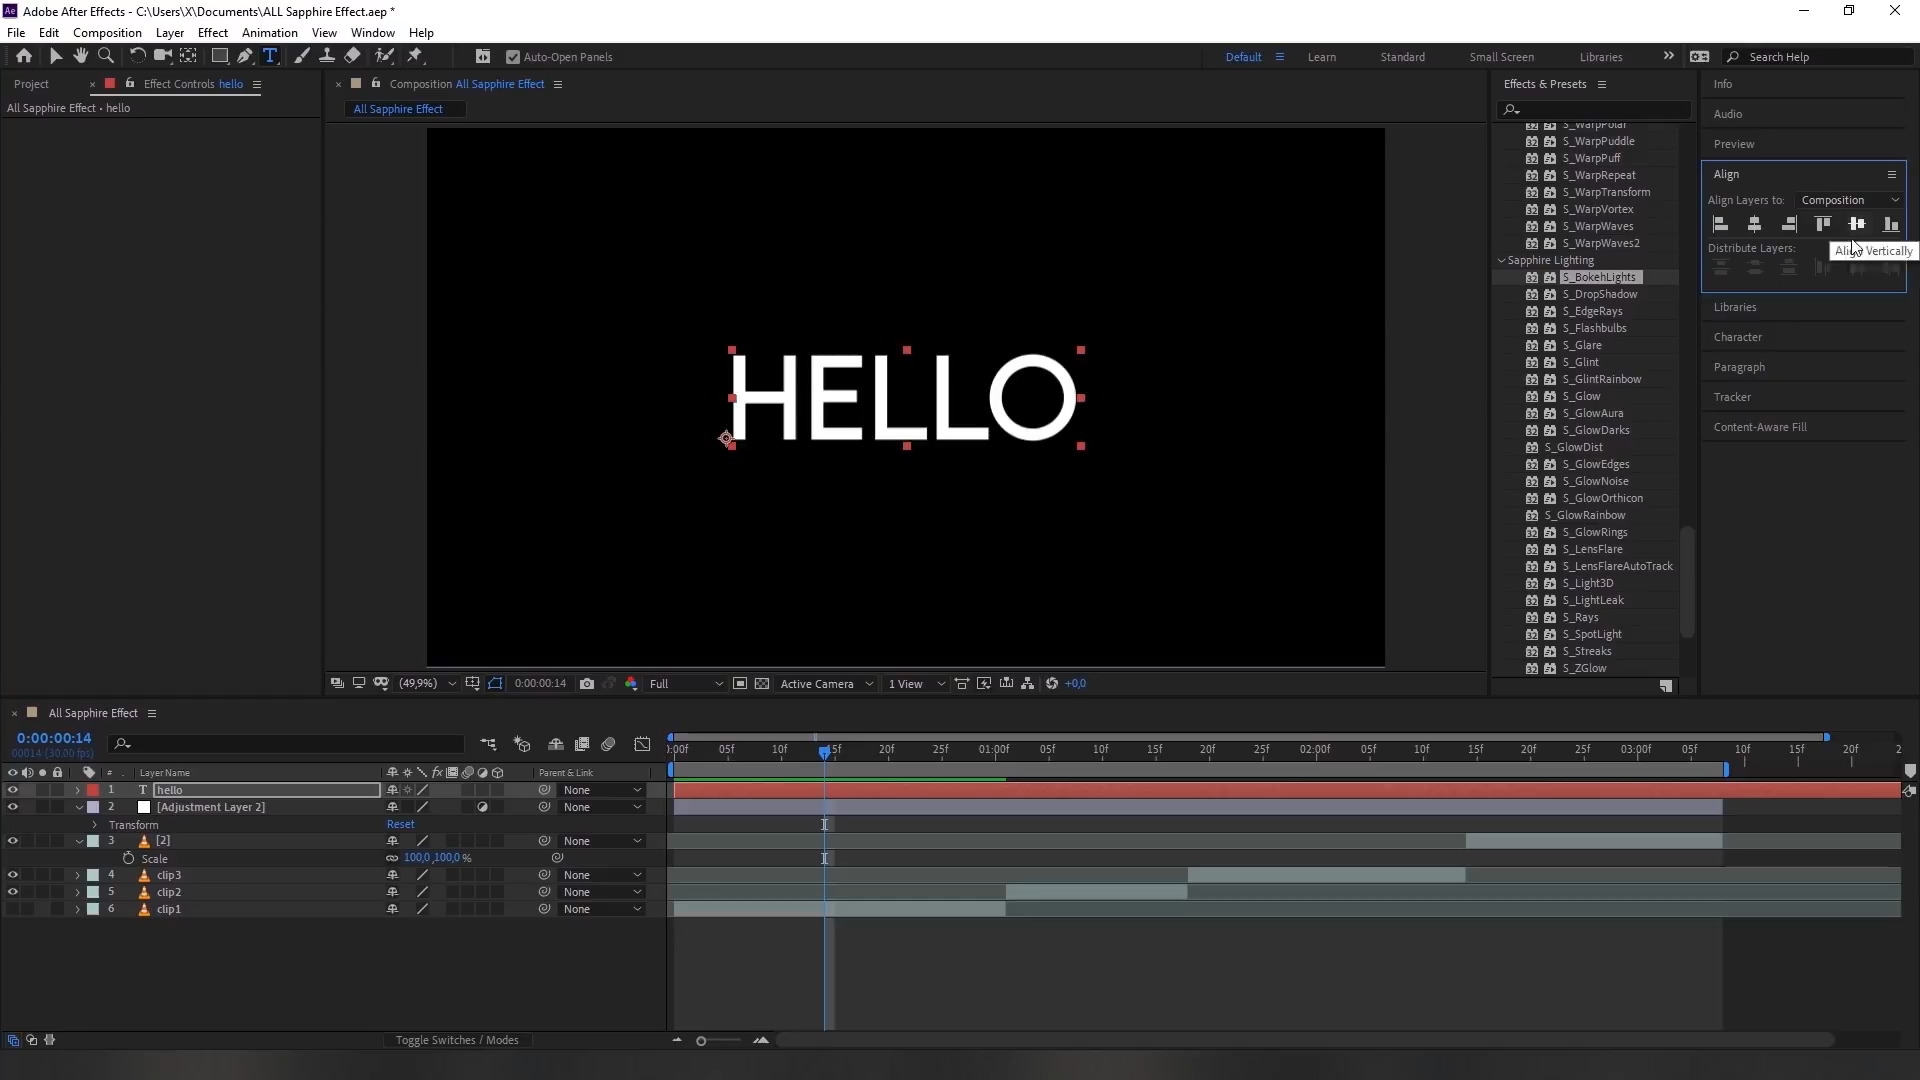 Adobe After Effects - C:\Users\X\Documents\ALL Sapphire Effect.aep *
File Edit Composition Layer Effect Animation View Window Help
Auto-Open Panels
Default
Learn
Standard
Small Screen
Libraries
Search Help
Project
Effect Controls hello
All Sapphire Effect • hello
Composition All Sapphire Effect
All Sapphire Effect
HELLO
(49,9%)
0:00:00:14
Full
Active Camera
1 View
+0,0
Effects & Presets
S_WarpPolar
S_WarpPuddle
S_WarpPuff
S_WarpRepeat
S_WarpTransform
S_WarpVortex
S_WarpWaves
S_WarpWaves2
Sapphire Lighting
S_BokehLights
S_DropShadow
S_EdgeRays
S_Flashbulbs
S_Glare
S_Glint
S_GlintRainbow
S_Glow
S_GlowAura
S_GlowDarks
S_GlowDist
S_GlowEdges
S_GlowNoise
S_GlowOrthicon
S_GlowRainbow
S_GlowRings
S_LensFlare
S_LensFlareAutoTrack
S_Light3D
S_LightLeak
S_Rays
S_SpotLight
S_Streaks
S_ZGlow
Info
Audio
Preview
Align
Align Layers to: Composition
Distribute Layers:
Align Vertically
Libraries
Character
Paragraph
Tracker
Content-Aware Fill
All Sapphire Effect
0:00:00:14
00014 (30.00 fps)
:00f 05f 10f 15f 20f 25f 01:00f 05f 10f 15f 20f 25f 02:00f 05f 10f 15f 20f 25f 03:00f 05f 10f 15f 20f 2
# Layer Name Parent & Link
1 T hello None
2 [Adjustment Layer 2] None
Transform Reset
3 [2] None
Scale 100,0,100,0 %
4 clip3 None
5 clip2 None
6 clip1 None
Toggle Switches / Modes